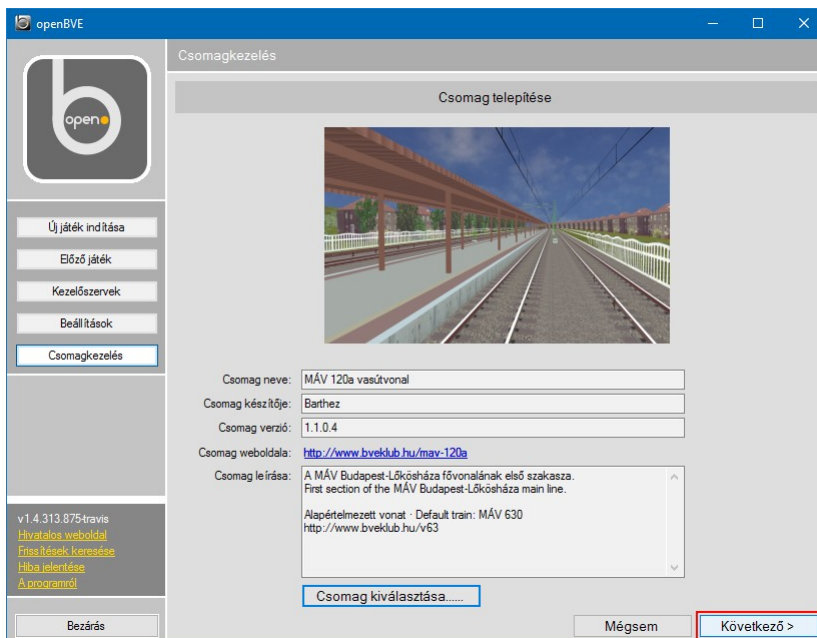 openBVE
Csomagkezelés
open
b
Csomag telepítése
Új játék indítása
Előző játék
Kezelőszervek
Beállítások
Csomagkezelés
Csomag neve: MÁV 120a vasútvonal
Csomag készítője: Barthez
Csomag verzió: 1.1.0.4
Csomag weboldala: http://www.bveklub.hu/mav-120a
Csomag leírása: A MÁV Budapest-Lőkösháza fővonalának első szakasza.
First section of the MÁV Budapest-Lőkösháza main line.
Alapértelmezett vonat · Default train: MÁV 630
http://www.bveklub.hu/v63
v1.4.313.875-travis
Hivatalos weboldal
Frissítések keresése
Hiba jelentése
A programról
Csomag kiválasztása......
Bezárás
Mégsem
Következő >